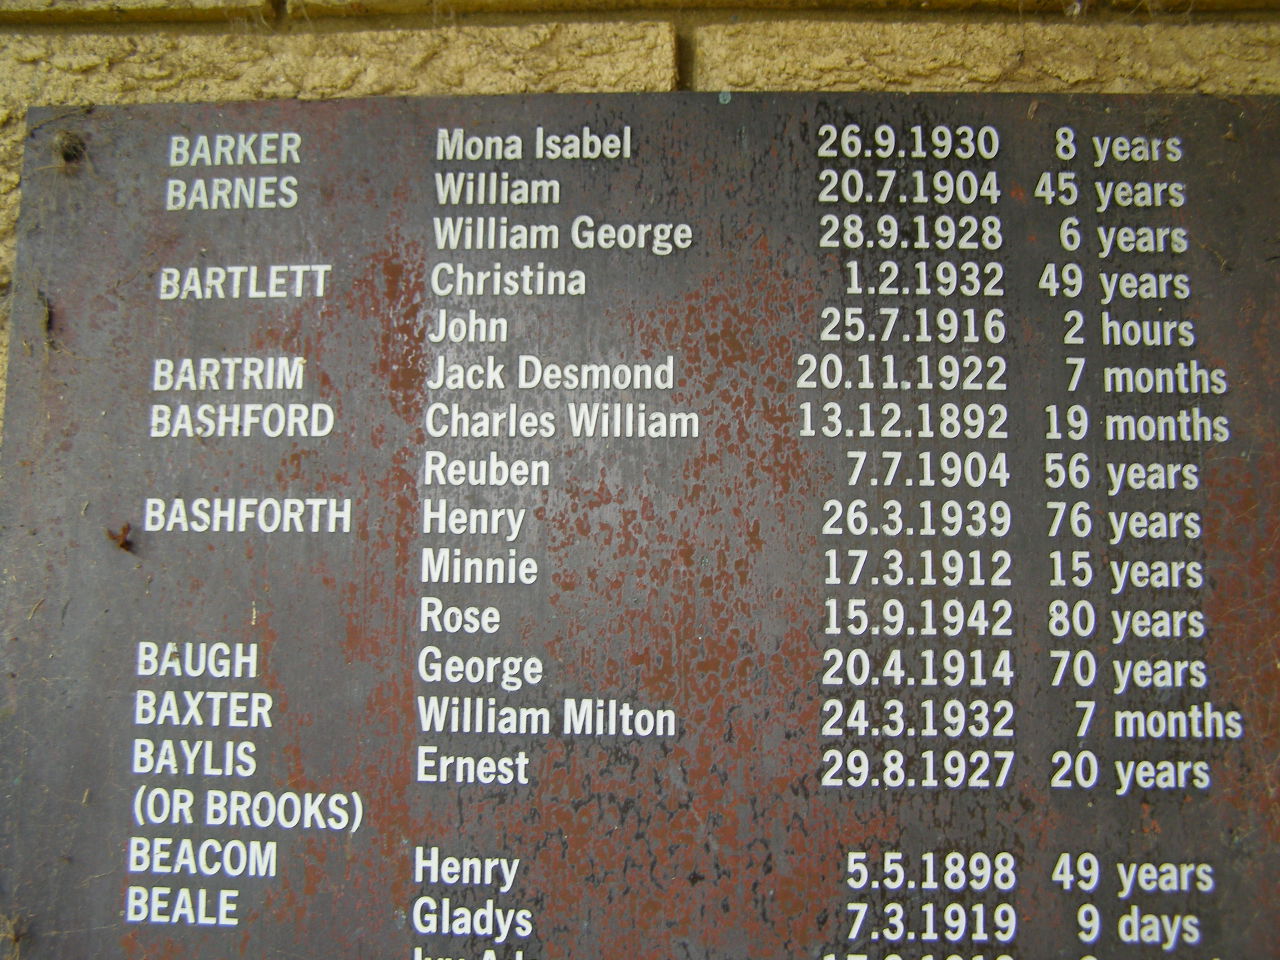 BARKER Mona Isabel 26.9.1930 8 years
BARNES William 20.7.1904 45 years
William George 28.9.1928 6 years
BARTLETT Christina 1.2.1932 49 years
John 25.7.1916 2 hours
BARTRIM Jack Desmond 20.11.1922 7 months
BASHFORD Charles William 13.12.1892 19 months
Reuben 7.7.1904 56 years
BASHFORTH Henry 26.3.1939 76 years
Minnie 17.3.1912 15 years
Rose 15.9.1942 80 years
BAUGH George 20.4.1914 70 years
BAXTER William Milton 24.3.1932 7 months
BAYLIS Ernest 29.8.1927 20 years
(OR BROOKS)
BEACOM Henry 5.5.1898 49 years
BEALE Gladys 7.3.1919 9 days